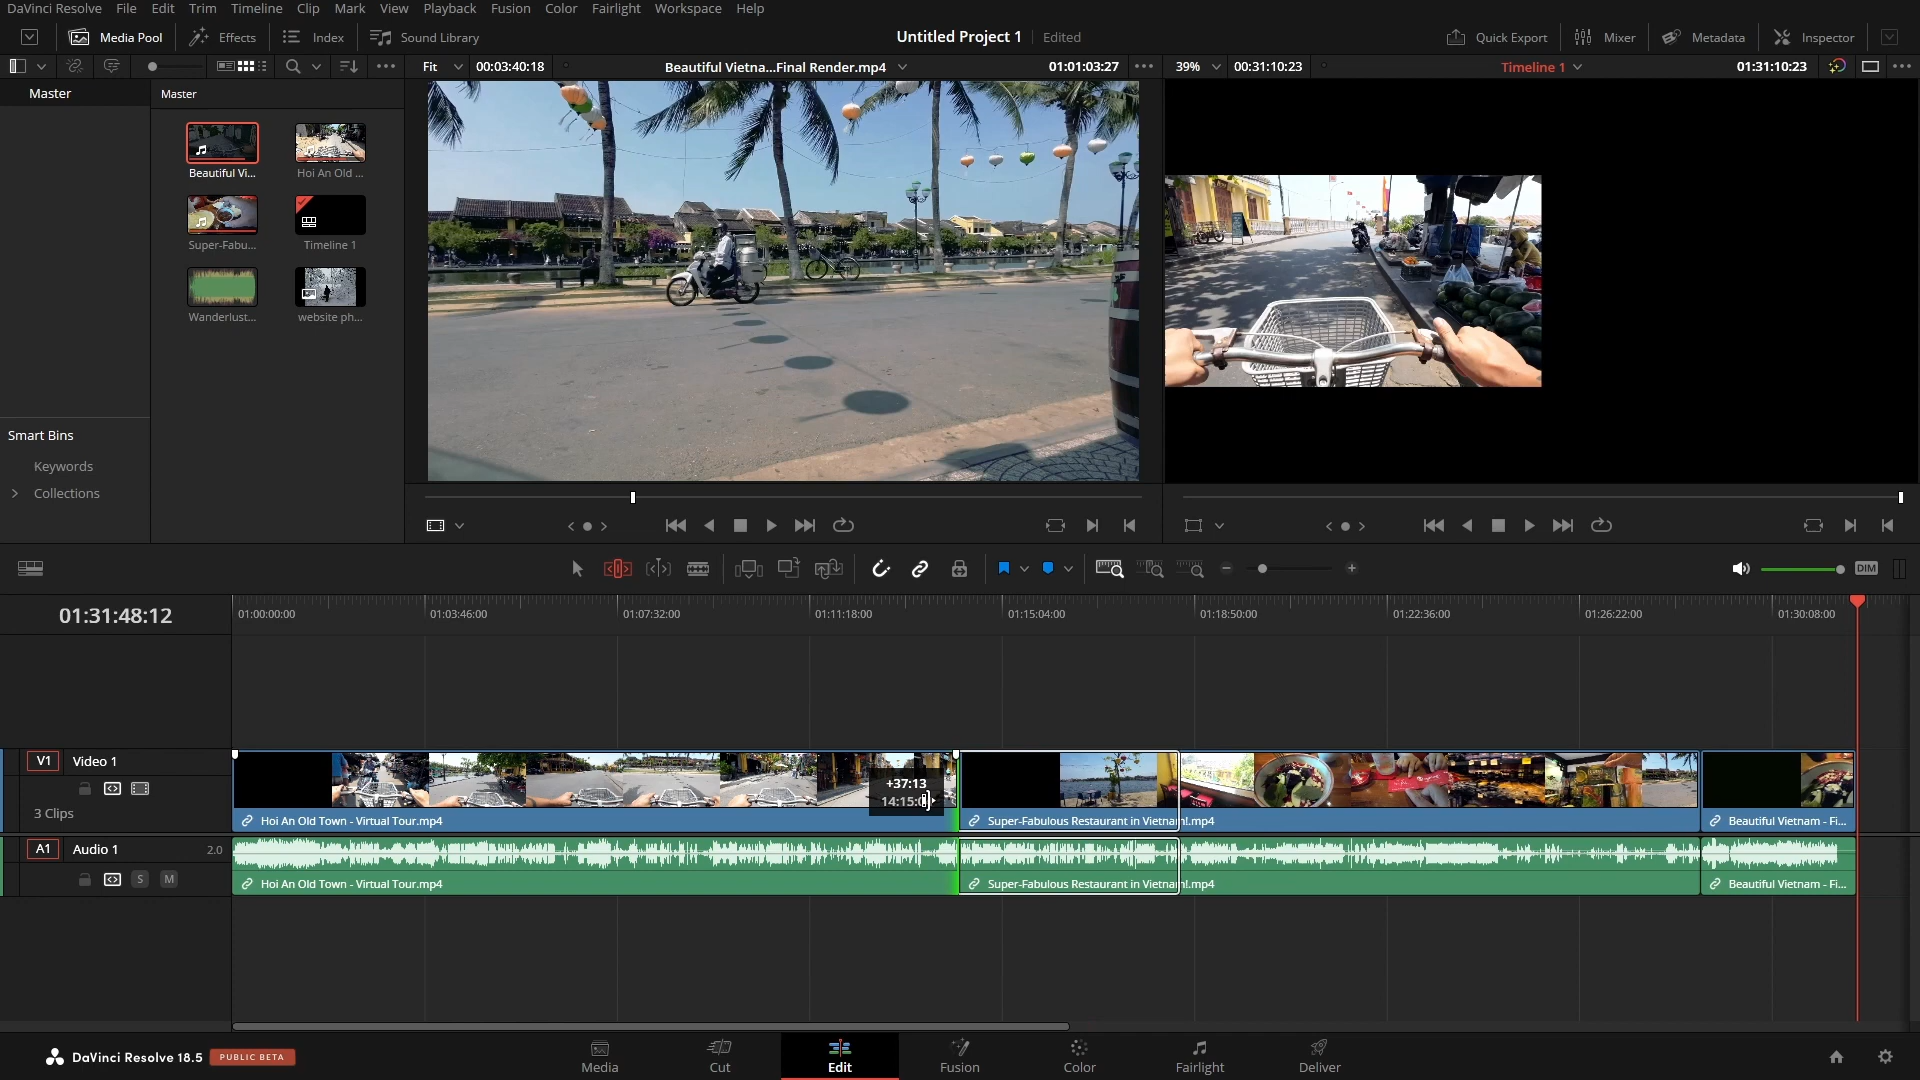 DaVinci Resolve File Edit Trim Timeline Clip Mark View Playback Fusion Color Fairlight Workspace Help
Media Pool Effects Index Sound Library Untitled Project 1 Edited Quick Export Mixer Metadata Inspector
Fit 00:03:40:18 Beautiful Vietna...Final Render.mp4 01:01:03:27 39% 00:31:10:23 Timeline 1 01:31:10:23
Master Master
Beautiful Vi... Hoi An Old ...
Super-Fabu... Timeline 1
Wanderlust... website ph...
Smart Bins
Keywords
Collections
DIM
01:31:48:12
01:00:00:00 01:03:46:00 01:07:32:00 01:11:18:00 01:15:04:00 01:18:50:00 01:22:36:00 01:26:22:00 01:30:08:00
V1 Video 1
3 Clips
+37:13
Hoi An Old Town - Virtual Tour.mp4 Super-Fabulous Restaurant in Vietnam!.mp4 Beautiful Vietnam - Fi...
A1 Audio 1 2.0
S M
Hoi An Old Town - Virtual Tour.mp4 Super-Fabulous Restaurant in Vietnam!.mp4 Beautiful Vietnam - Fi...
DaVinci Resolve 18.5 PUBLIC BETA
Media Cut Edit Fusion Color Fairlight Deliver